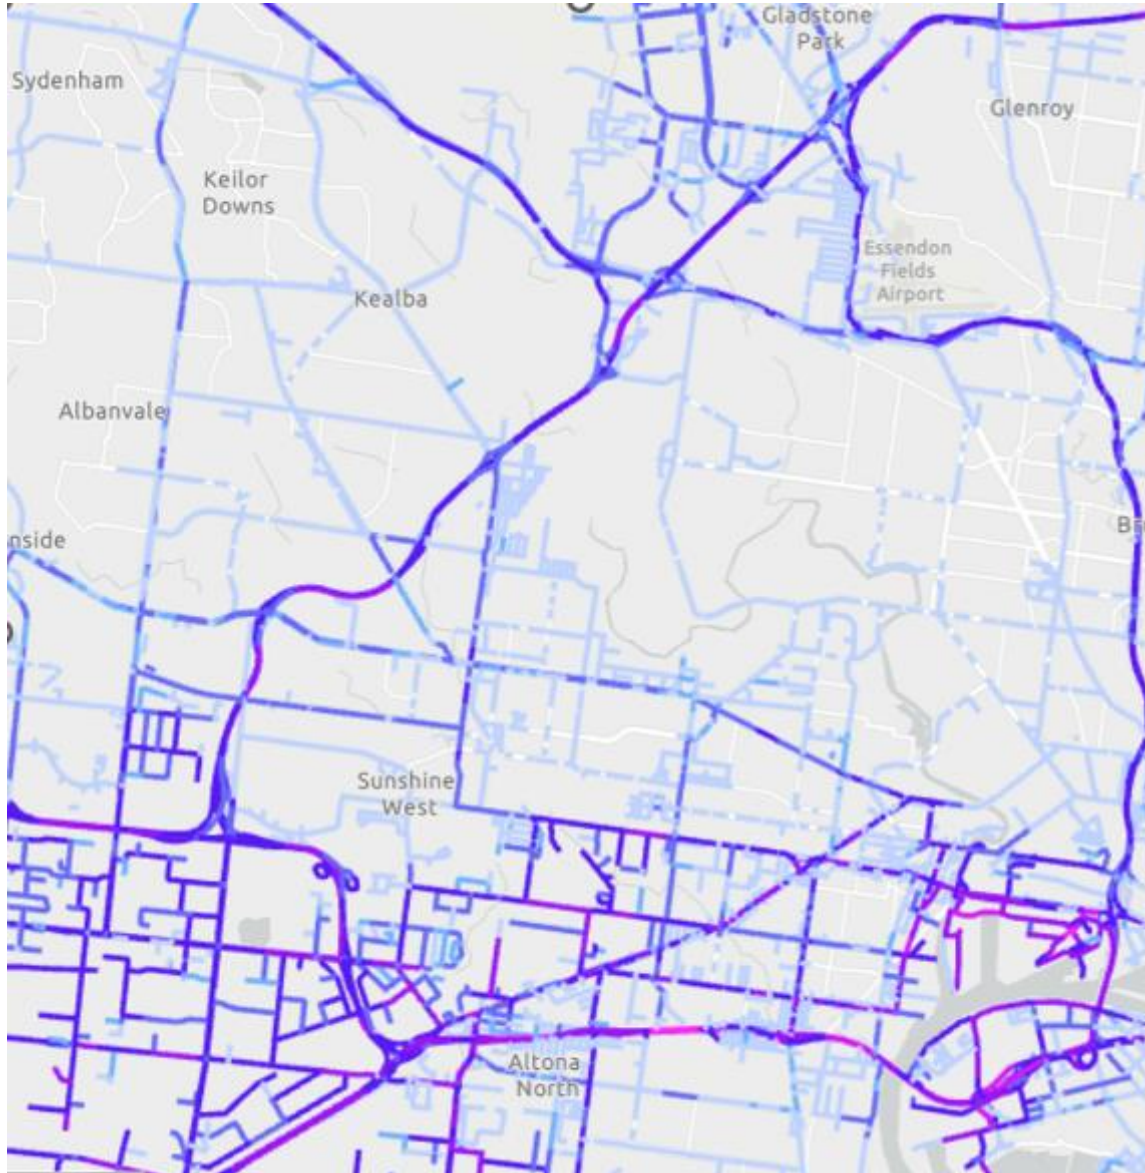 Gladstone
Park
Sydenham
Glenroy
Keilor
Downs
Essendon
Fields
Airport
Kealba
Albanvale
nside
Sunshine
West
Altona
North